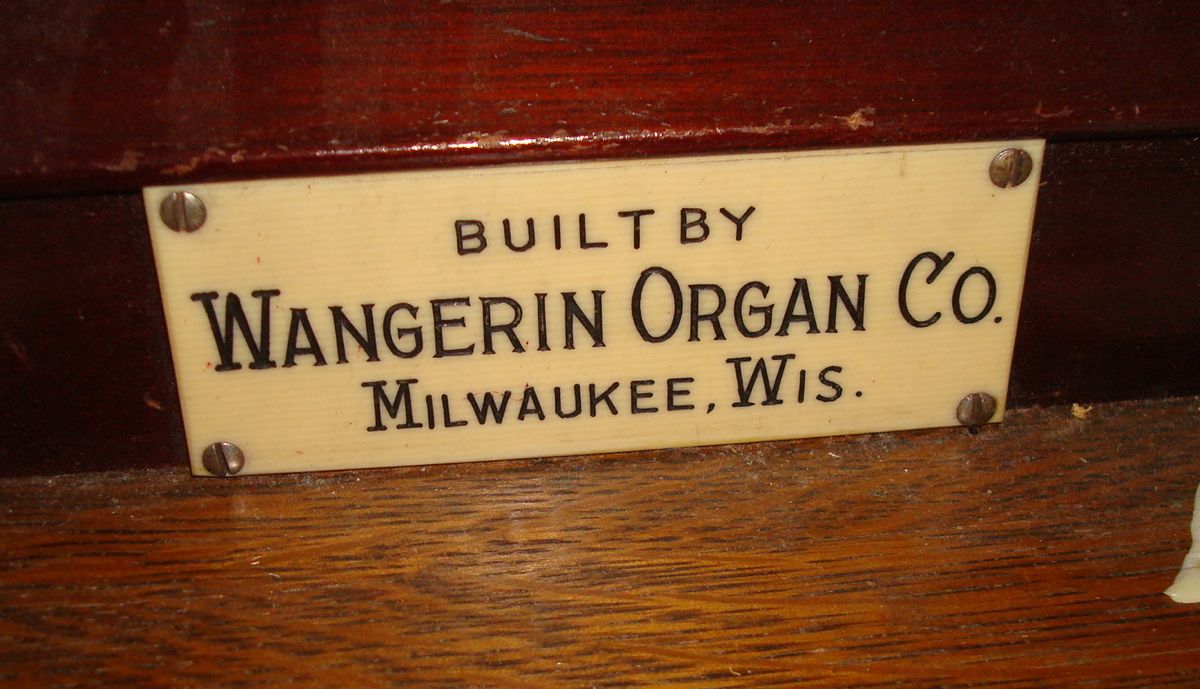 BUILT BY
WANGERIN ORGAN CO.
MILWAUKEE, WIS.